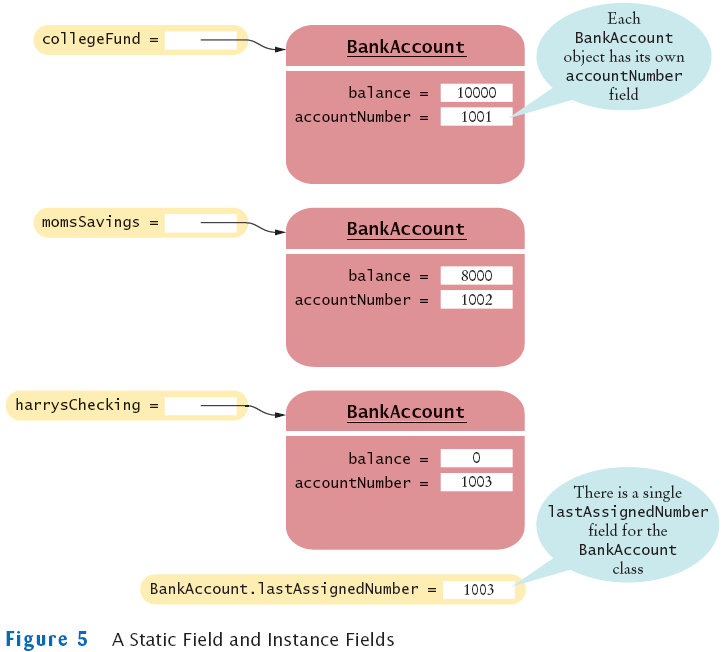 collegeFund =
BankAccount
balance = 10000
accountNumber = 1001
Each
BankAccount
object has its own
accountNumber
field
momsSavings =
BankAccount
balance = 8000
accountNumber = 1002
harrysChecking =
BankAccount
balance = 0
accountNumber = 1003
There is a single
lastAssignedNumber
field for the
BankAccount
class
BankAccount.lastAssignedNumber = 1003
Figure 5 A Static Field and Instance Fields